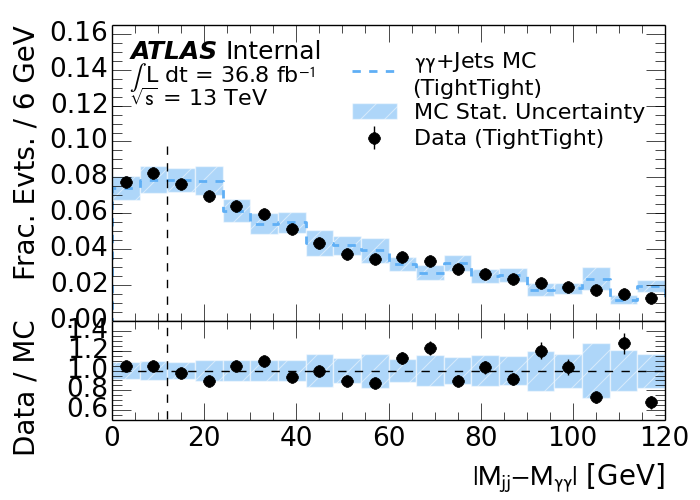 0.16
0.14
0.12
0.10
0.08
0.06
0.04
0.02
0.00
Frac. Evts. / 6 GeV
ATLAS Internal
∫L dt = 36.8 fb⁻¹
√s = 13 TeV
γγ+Jets MC
(TightTight)
MC Stat. Uncertainty
Data (TightTight)
1.4
1.2
1.0
0.8
0.6
Data / MC
0 20 40 60 80 100 120
|Mjj−Mγγ| [GeV]